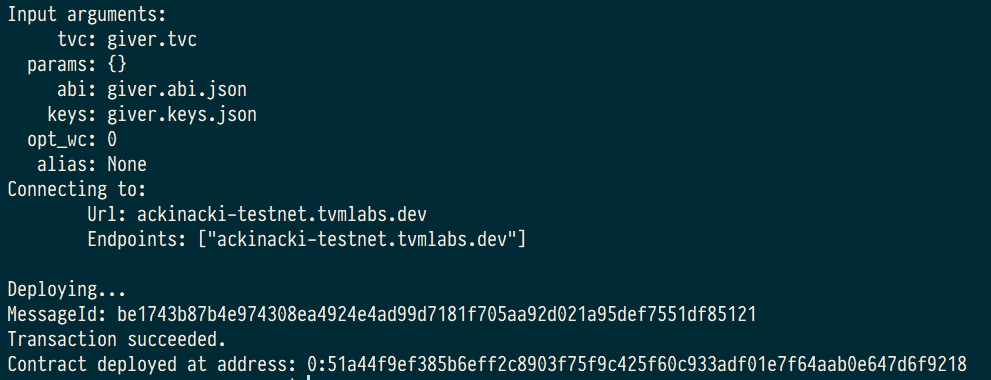 Input arguments:
tvc: giver.tvc
params: {}
abi: giver.abi.json
keys: giver.keys.json
opt_wc: 0
alias: None
Connecting to:
Url: ackinacki-testnet.tvmlabs.dev
Endpoints: ["ackinacki-testnet.tvmlabs.dev"]
Deploying...
MessageId: be1743b87b4e974308ea4924e4ad99d7181f705aa92d021a95def7551df85121
Transaction succeeded.
Contract deployed at address: 0:51a44f9ef385b6eff2c8903f75f9c425f60c933adf01e7f64aab0e647d6f9218